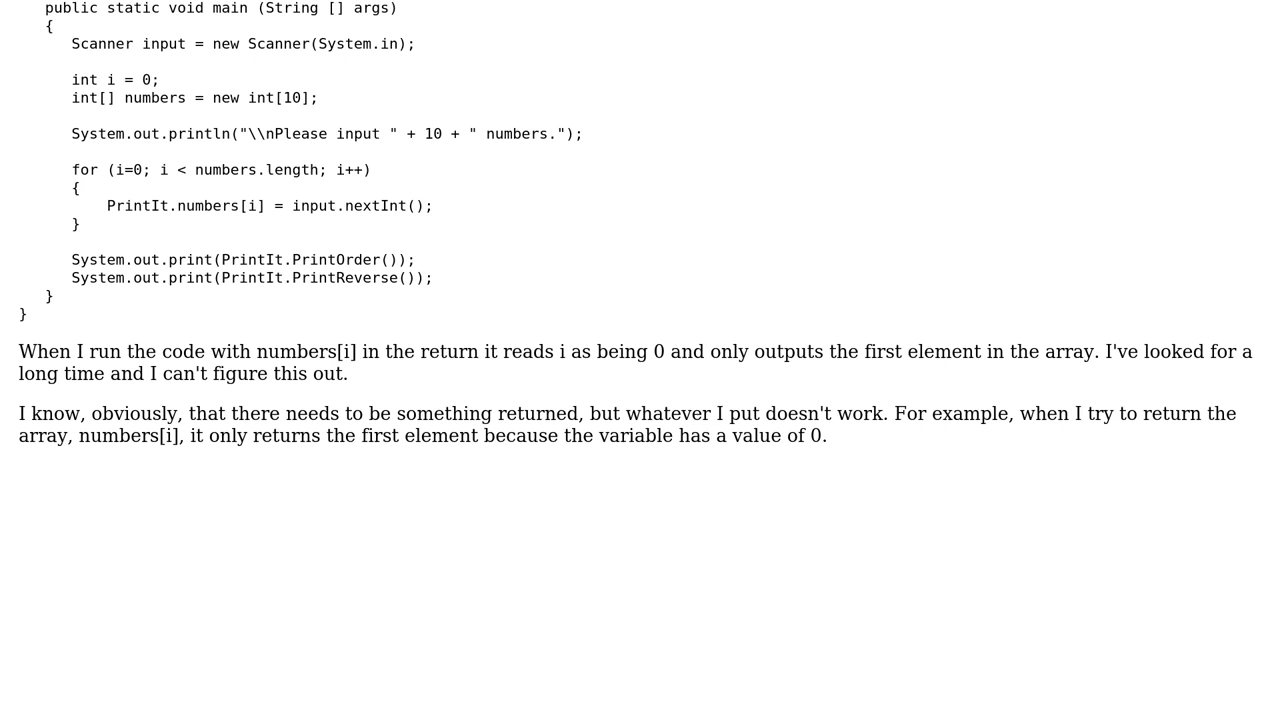 public static void main (String [] args)
{
Scanner input = new Scanner(System.in);
int i = 0;
int[] numbers = new int[10];
System.out.println("\\nPlease input " + 10 + " numbers.");
for (i=0; i < numbers.length; i++)
{
PrintIt.numbers[i] = input.nextInt();
}
System.out.print(PrintIt.PrintOrder());
System.out.print(PrintIt.PrintReverse());
}
}
When I run the code with numbers[i] in the return it reads i as being 0 and only outputs the first element in the array. I've looked for a
long time and I can't figure this out.
I know, obviously, that there needs to be something returned, but whatever I put doesn't work. For example, when I try to return the
array, numbers[i], it only returns the first element because the variable has a value of 0.